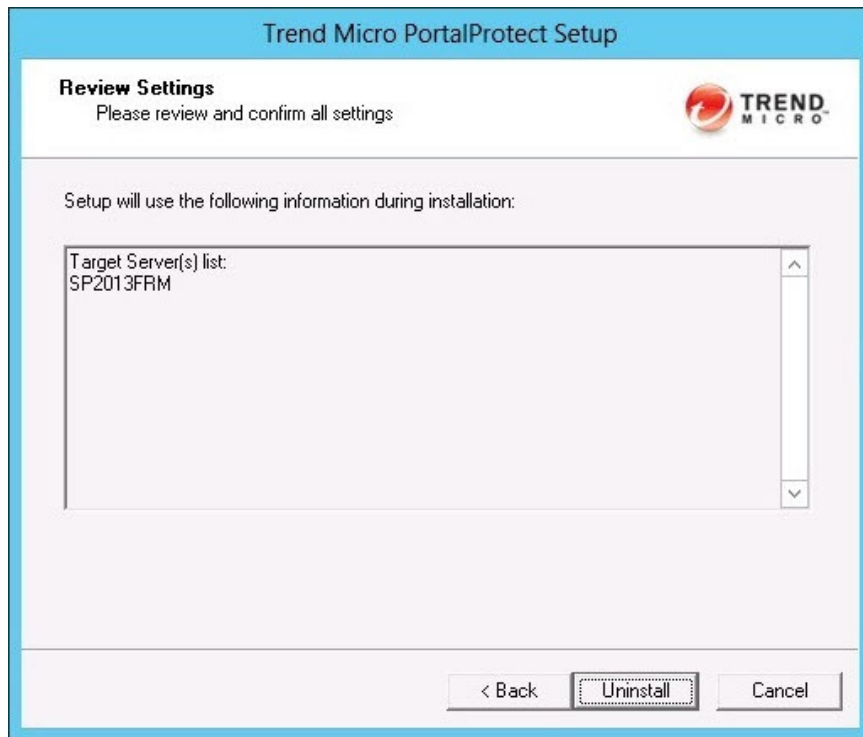 Trend Micro PortalProtect Setup
Review Settings
Please review and confirm all settings
TREND
MICRO
Setup will use the following information during installation:
Target Server(s) list:
SP2013FRM
< Back
Uninstall
Cancel